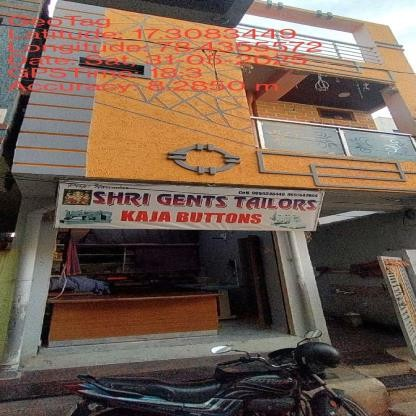 GeoTag
Latitude: 17.3083449
Longitude: 78.4355572
Date: Sat, 31-05-2025
GPSTime: 18.3
Accuracy: 8.2850 m
SHRI GENTS TAILORS
KAJA BUTTONS